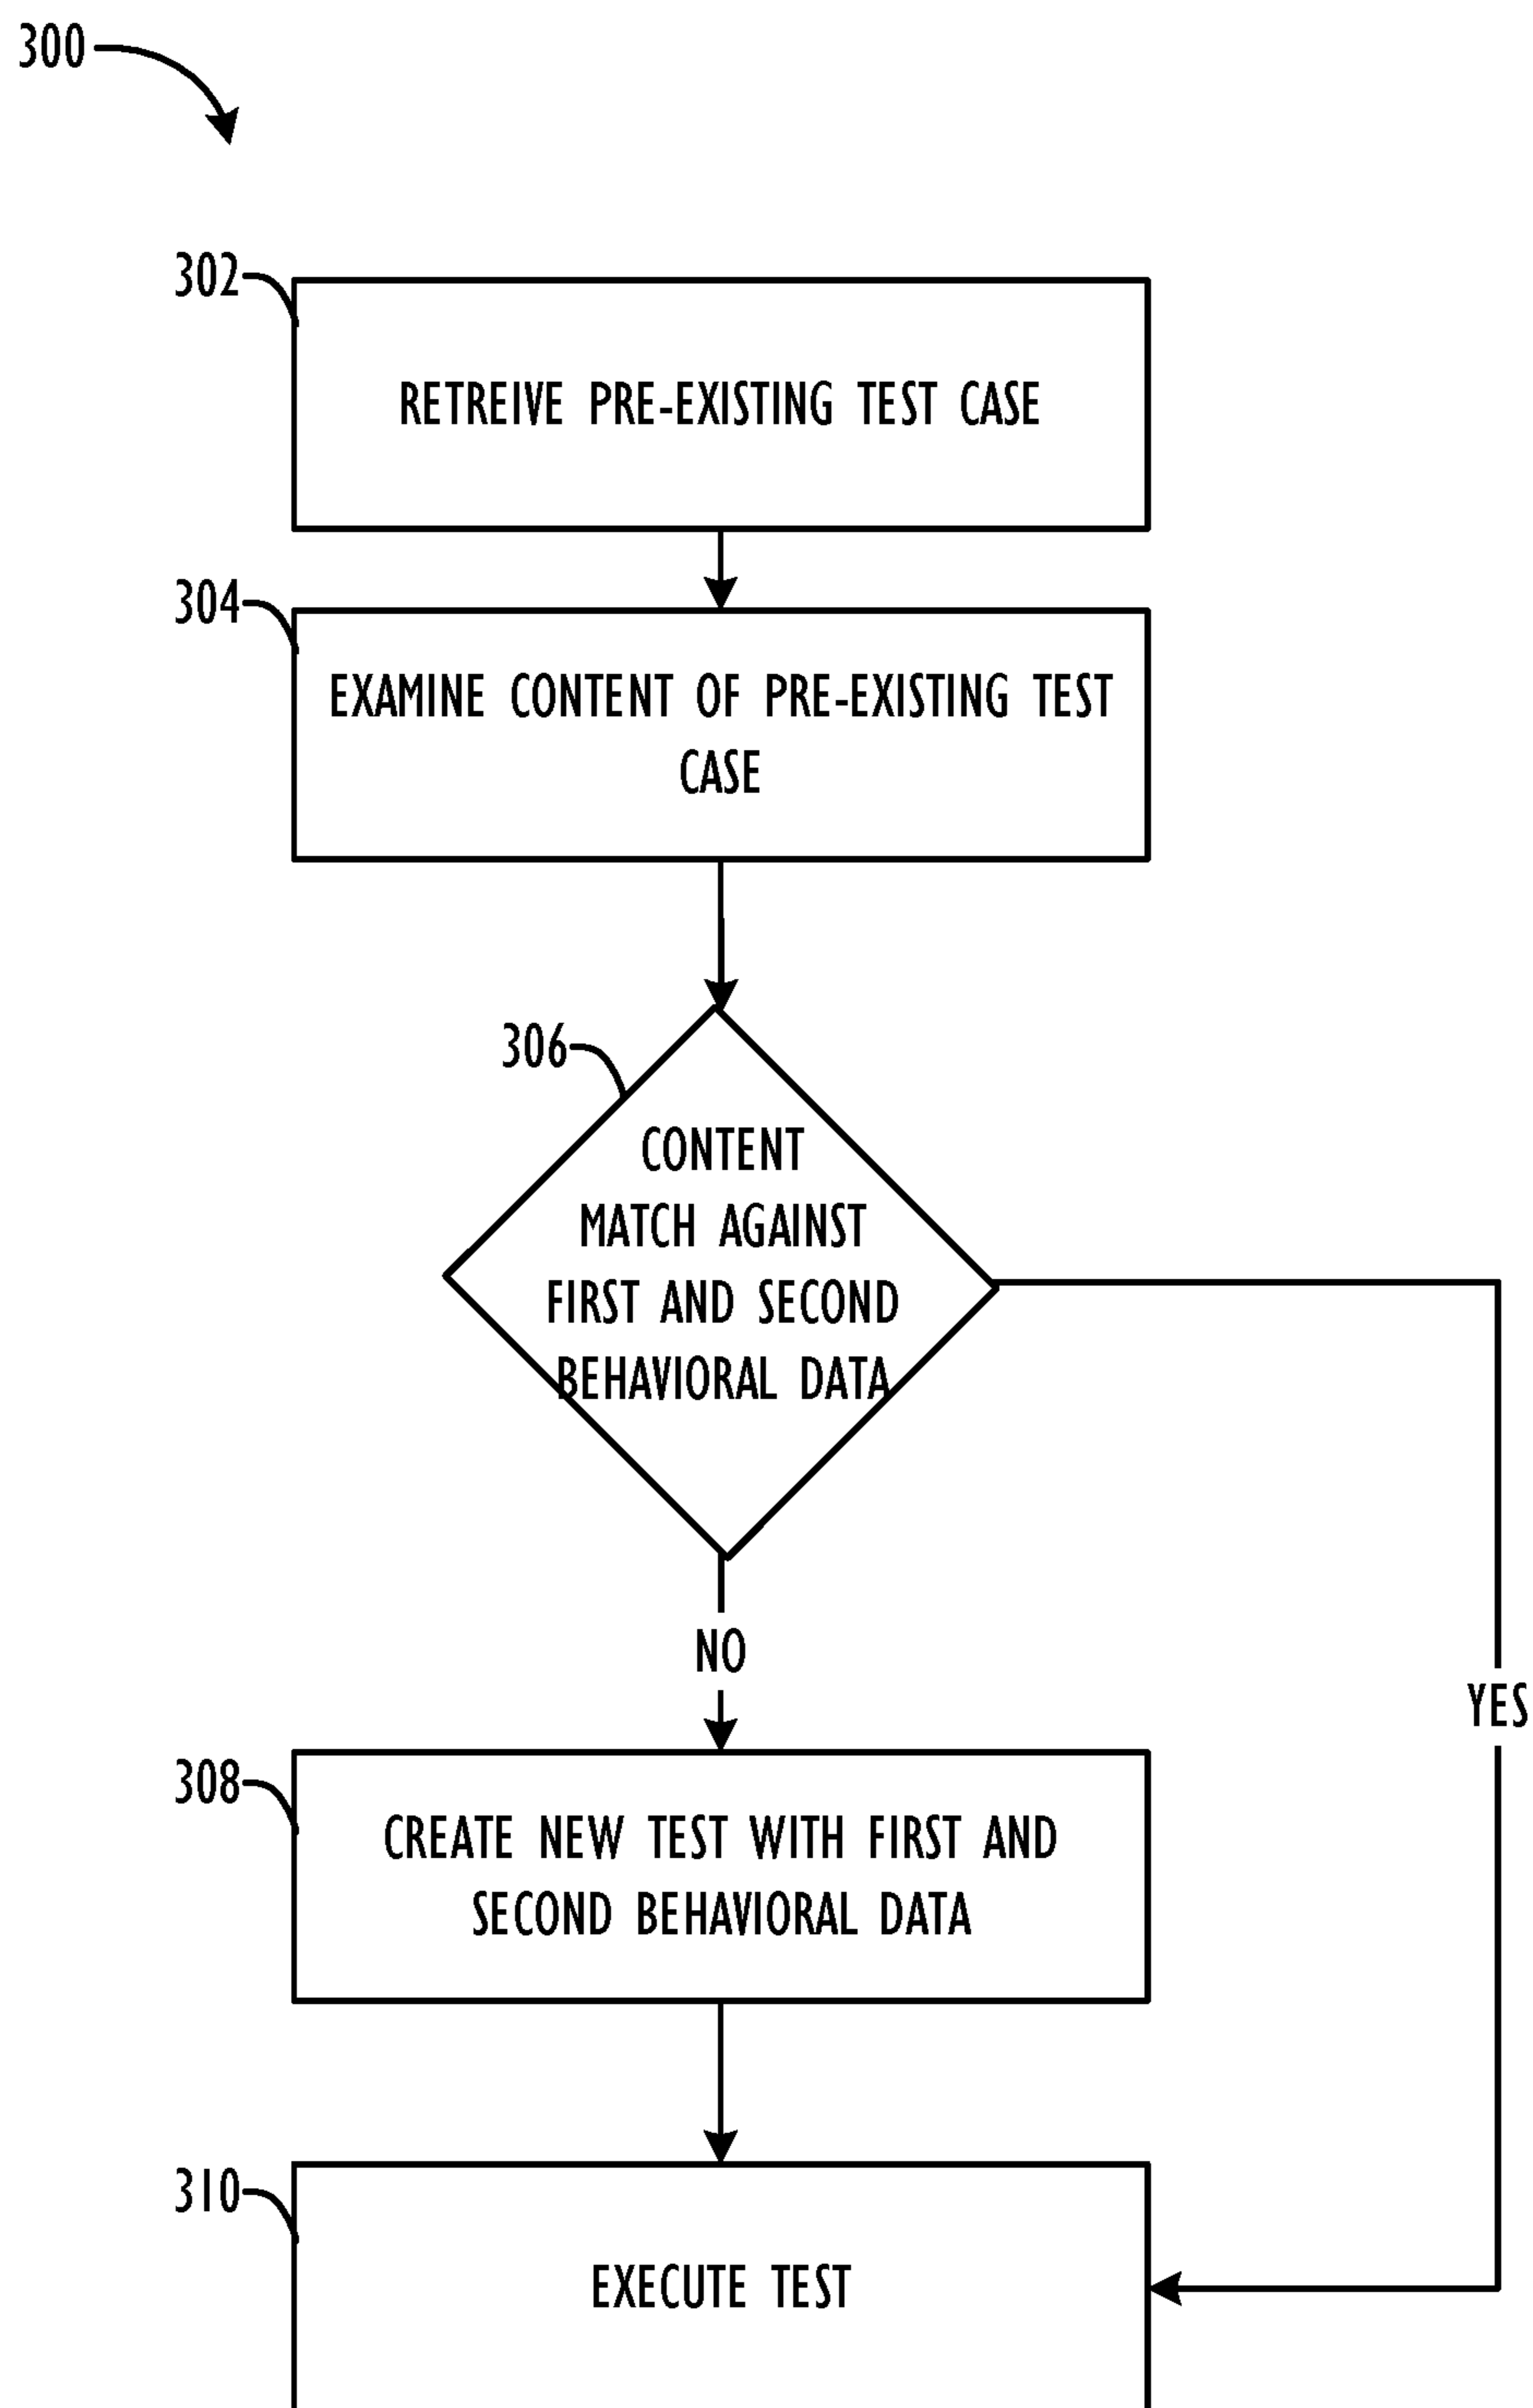 300
302
RETREIVE PRE-EXISTING TEST CASE
304
EXAMINE CONTENT OF PRE-EXISTING TEST
CASE
306
CONTENT
MATCH AGAINST
FIRST AND SECOND
BEHAVIORAL DATA
NO
YES
308
CREATE NEW TEST WITH FIRST AND
SECOND BEHAVIORAL DATA
310
EXECUTE TEST